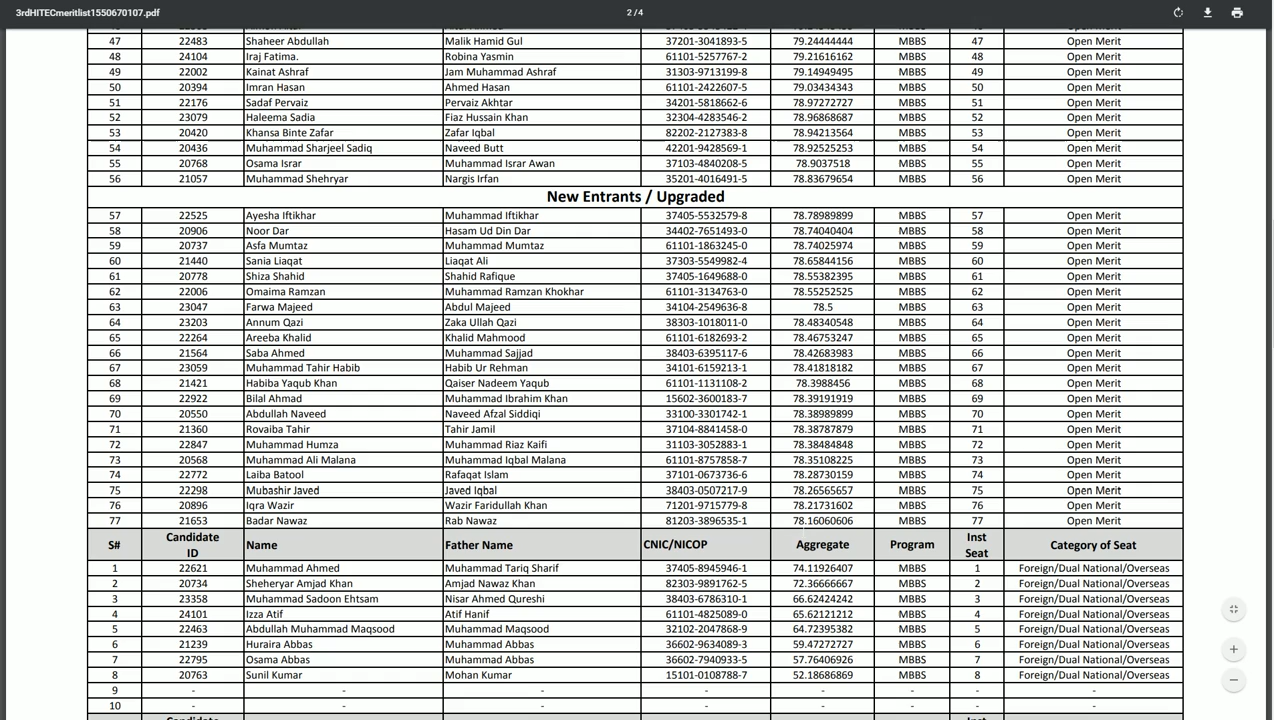 3rdHITECmeritlist1550670107.pdf 2/4
47 22483 Shaheer Abdullah Malik Hamid Gul 37201-3041893-5 79.24444444 MBBS 47 Open Merit
48 24104 Iraj Fatima. Robina Yasmin 61101-5257767-2 79.21616162 MBBS 48 Open Merit
49 22002 Kainat Ashraf Jam Muhammad Ashraf 31303-9713199-8 79.14949495 MBBS 49 Open Merit
50 20394 Imran Hasan Ahmed Hasan 61101-2422607-5 79.03434343 MBBS 50 Open Merit
51 22176 Sadaf Pervaiz Pervaiz Akhtar 34201-5818662-6 78.97272727 MBBS 51 Open Merit
52 23079 Haleema Sadia Fiaz Hussain Khan 32304-4283546-2 78.96868687 MBBS 52 Open Merit
53 20420 Khansa Binte Zafar Zafar Iqbal 82202-2127383-8 78.94213564 MBBS 53 Open Merit
54 20436 Muhammad Sharjeel Sadiq Naveed Butt 42201-9428569-1 78.92525253 MBBS 54 Open Merit
55 20768 Osama Israr Muhammad Israr Awan 37103-4840208-5 78.9037518 MBBS 55 Open Merit
56 21057 Muhammad Shehryar Nargis Irfan 35201-4016491-5 78.83679654 MBBS 56 Open Merit
New Entrants / Upgraded
57 22525 Ayesha Iftikhar Muhammad Iftikhar 37405-5532579-8 78.78989899 MBBS 57 Open Merit
58 20906 Noor Dar Hasam Ud Din Dar 34402-7651493-0 78.74040404 MBBS 58 Open Merit
59 20737 Asfa Mumtaz Muhammad Mumtaz 61101-1863245-0 78.74025974 MBBS 59 Open Merit
60 21440 Sania Liaqat Liaqat Ali 37303-5549982-4 78.65844156 MBBS 60 Open Merit
61 20778 Shiza Shahid Shahid Rafique 37405-1649688-0 78.55382395 MBBS 61 Open Merit
62 22006 Omaima Ramzan Muhammad Ramzan Khokhar 61101-3134763-0 78.55252525 MBBS 62 Open Merit
63 23047 Farwa Majeed Abdul Majeed 34104-2549636-8 78.5 MBBS 63 Open Merit
64 23203 Annum Qazi Zaka Ullah Qazi 38303-1018011-0 78.48340548 MBBS 64 Open Merit
65 22264 Areeba Khalid Khalid Mahmood 61101-6182693-2 78.46753247 MBBS 65 Open Merit
66 21564 Saba Ahmed Muhammad Sajjad 38403-6395117-6 78.42683983 MBBS 66 Open Merit
67 23059 Muhammad Tahir Habib Habib Ur Rehman 34101-6159213-1 78.41818182 MBBS 67 Open Merit
68 21421 Habiba Yaqub Khan Qaiser Nadeem Yaqub 61101-1131108-2 78.3988456 MBBS 68 Open Merit
69 22922 Bilal Ahmad Muhammad Ibrahim Khan 15602-3600183-7 78.39191919 MBBS 69 Open Merit
70 20550 Abdullah Naveed Naveed Afzal Siddiqi 33100-3301742-1 78.38989899 MBBS 70 Open Merit
71 21360 Rovaiba Tahir Tahir Jamil 37104-8841458-0 78.38787879 MBBS 71 Open Merit
72 22847 Muhammad Humza Muhammad Riaz Kaifi 31103-3052883-1 78.38484848 MBBS 72 Open Merit
73 20568 Muhammad Ali Malana Muhammad Iqbal Malana 61101-8757858-7 78.35108225 MBBS 73 Open Merit
74 22772 Laiba Batool Rafaqat Islam 37101-0673736-6 78.28730159 MBBS 74 Open Merit
75 22298 Mubashir Javed Javed Iqbal 38403-0507217-9 78.26565657 MBBS 75 Open Merit
76 20896 Iqra Wazir Wazir Faridullah Khan 71201-9715779-8 78.21731602 MBBS 76 Open Merit
77 21653 Badar Nawaz Rab Nawaz 81203-3896535-1 78.16060606 MBBS 77 Open Merit
S# Candidate ID Name Father Name CNIC/NICOP Aggregate Program Inst Seat Category of Seat
1 22621 Muhammad Ahmed Muhammad Tariq Sharif 37405-8945946-1 74.11926407 MBBS 1 Foreign/Dual National/Overseas
2 20734 Sheheryar Amjad Khan Amjad Nawaz Khan 82303-9891762-5 72.36666667 MBBS 2 Foreign/Dual National/Overseas
3 23358 Muhammad Sadoon Ehtsam Nisar Ahmed Qureshi 38403-6786310-1 66.62424242 MBBS 3 Foreign/Dual National/Overseas
4 24101 Izza Atif Atif Hanif 61101-4825089-0 65.62121212 MBBS 4 Foreign/Dual National/Overseas
5 22463 Abdullah Muhammad Maqsood Muhammad Maqsood 32102-2047868-9 64.72395382 MBBS 5 Foreign/Dual National/Overseas
6 21239 Huraira Abbas Muhammad Abbas 36602-9634089-3 59.47272727 MBBS 6 Foreign/Dual National/Overseas
7 22795 Osama Abbas Muhammad Abbas 36602-7940933-5 57.76406926 MBBS 7 Foreign/Dual National/Overseas
8 20763 Sunil Kumar Mohan Kumar 15101-0108788-7 52.18686869 MBBS 8 Foreign/Dual National/Overseas
9 - - - - - - - -
10 - - - - - - - -